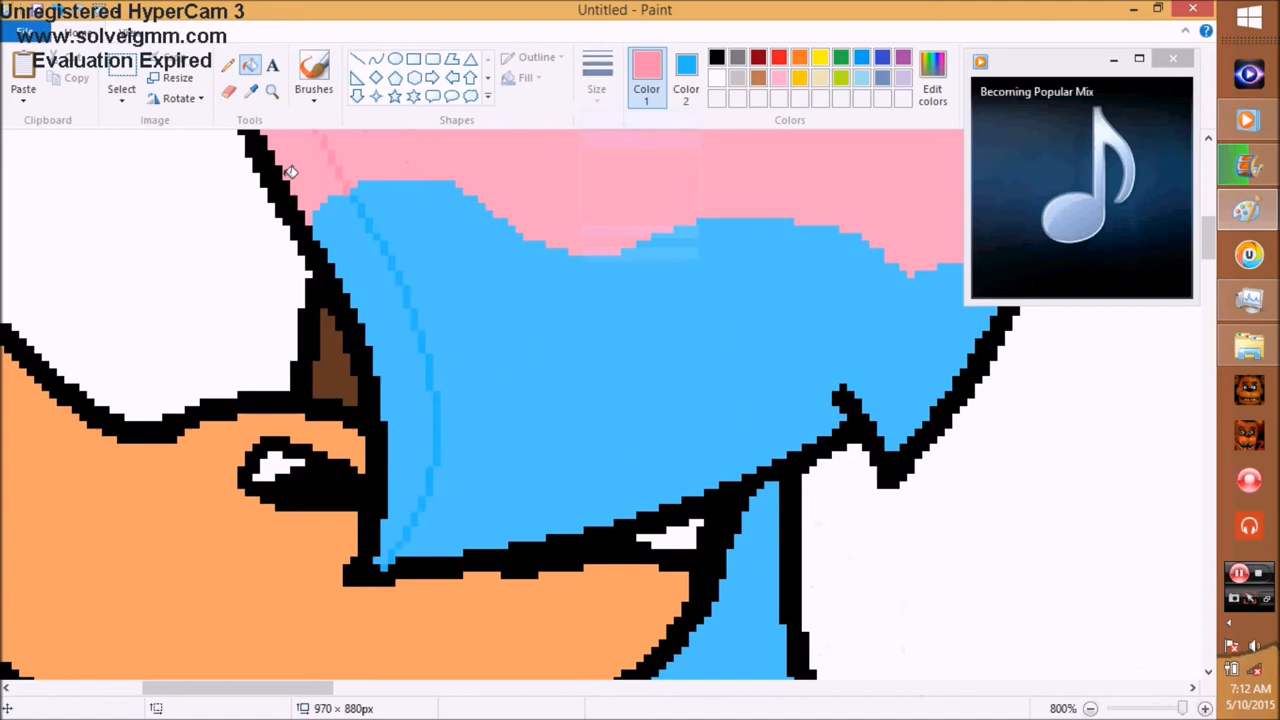 Unregistered HyperCam 3
Untitled - Paint
www.solveigmm.com
Evaluation Expired
File
Paste
Copy
Clipboard
Select
Resize
Rotate
Image
A
Tools
Brushes
Outline
Fill
Shapes
Size
Color 1
Color 2
Edit colors
Colors
Becoming Popular Mix
970 × 880px
800%
7:12 AM
5/10/2015